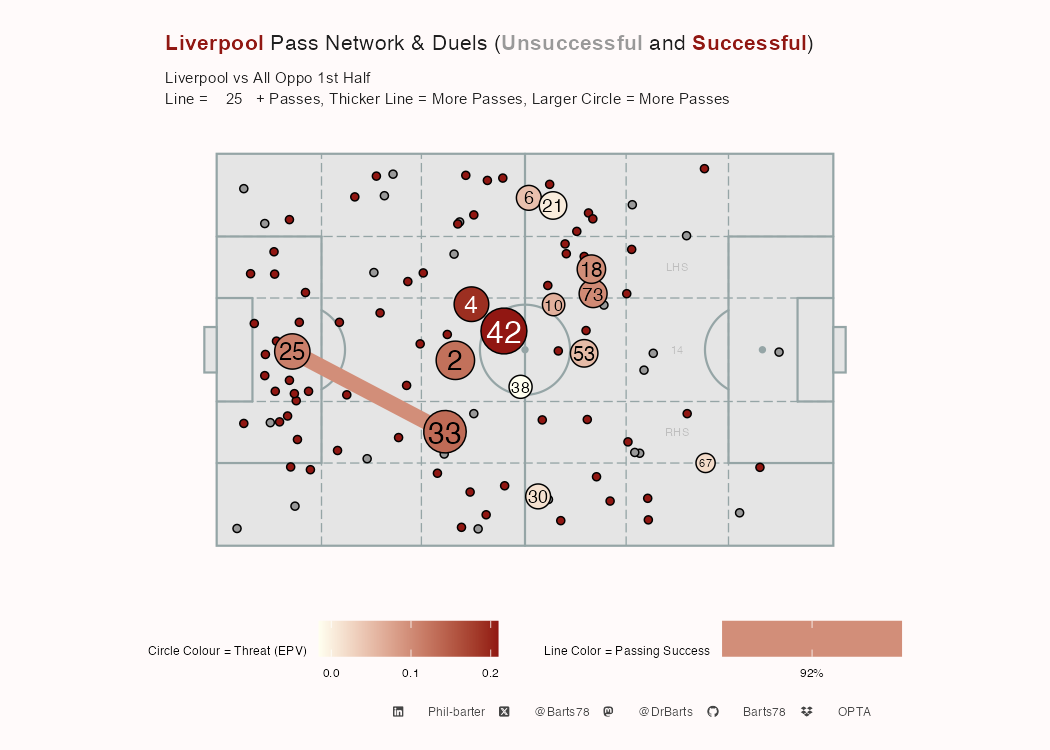 Liverpool Pass Network & Duels (Unsuccessful and Successful)
Liverpool vs All Oppo 1st Half
Line = 25 + Passes, Thicker Line = More Passes, Larger Circle = More Passes
6
21
18
LHS
73
4
10
42
25
2
53
14
38
33
RHS
67
30
Circle Colour = Threat (EPV)
0.0 0.1 0.2
Line Color = Passing Success
92%
Phil-barter @Barts78 @DrBarts Barts78 OPTA